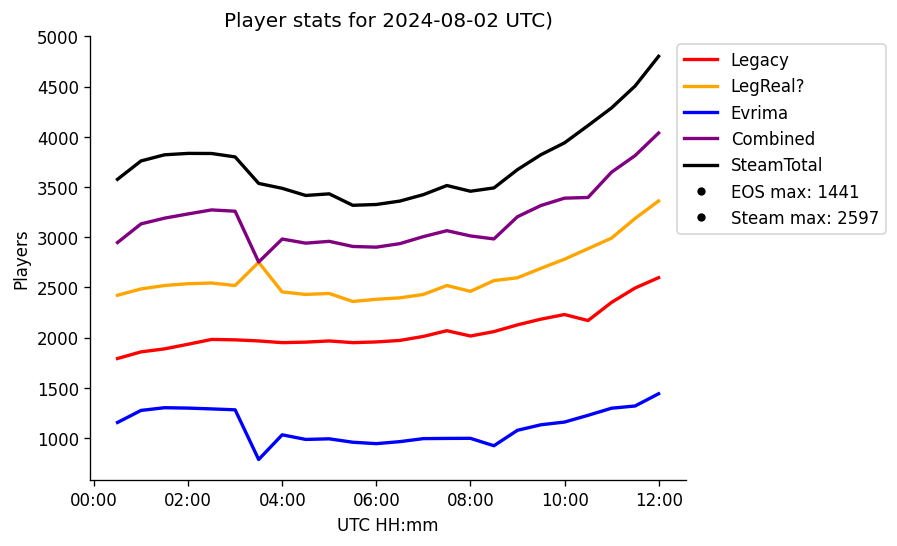 Player stats for 2024-08-02 UTC)
5000
4500
4000
3500
3000
2500
2000
1500
1000
Players
00:00 02:00 04:00 06:00 08:00 10:00 12:00
UTC HH:mm
Legacy
LegReal?
Evrima
Combined
SteamTotal
EOS max: 1441
Steam max: 2597